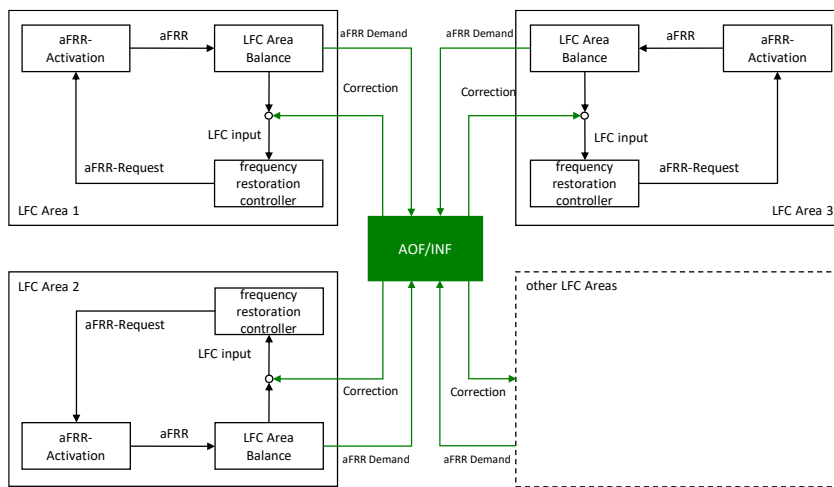 aFRR-
Activation
aFRR
LFC Area
Balance
aFRR Demand
Correction
LFC input
aFRR-Request
frequency
restoration
controller
LFC Area 1
aFRR Demand
LFC Area
Balance
aFRR
aFRR-
Activation
Correction
LFC input
frequency
restoration
controller
aFRR-Request
LFC Area 3
AOF/INF
LFC Area 2
frequency
restoration
controller
aFRR-Request
LFC input
Correction
aFRR-
Activation
aFRR
LFC Area
Balance
aFRR Demand
other LFC Areas
Correction
aFRR Demand